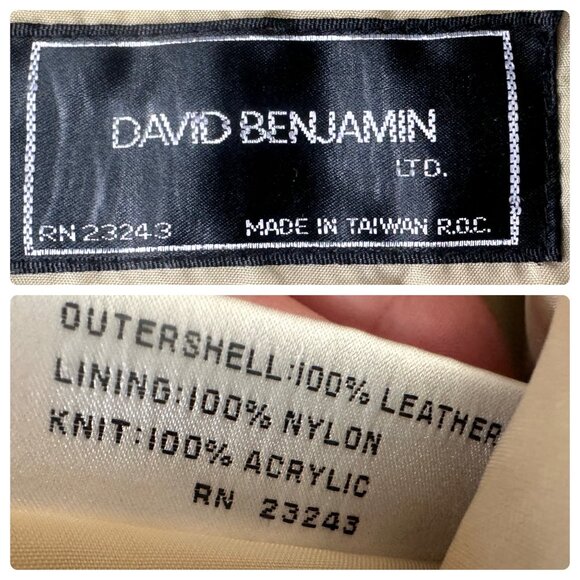 DAVID BENJAMIN
LTD.
RN 23243 MADE IN TAIWAN R.O.C.
OUTERSHELL:100% LEATHER
LINING:100% NYLON
KNIT:100% ACRYLIC
RN 23243